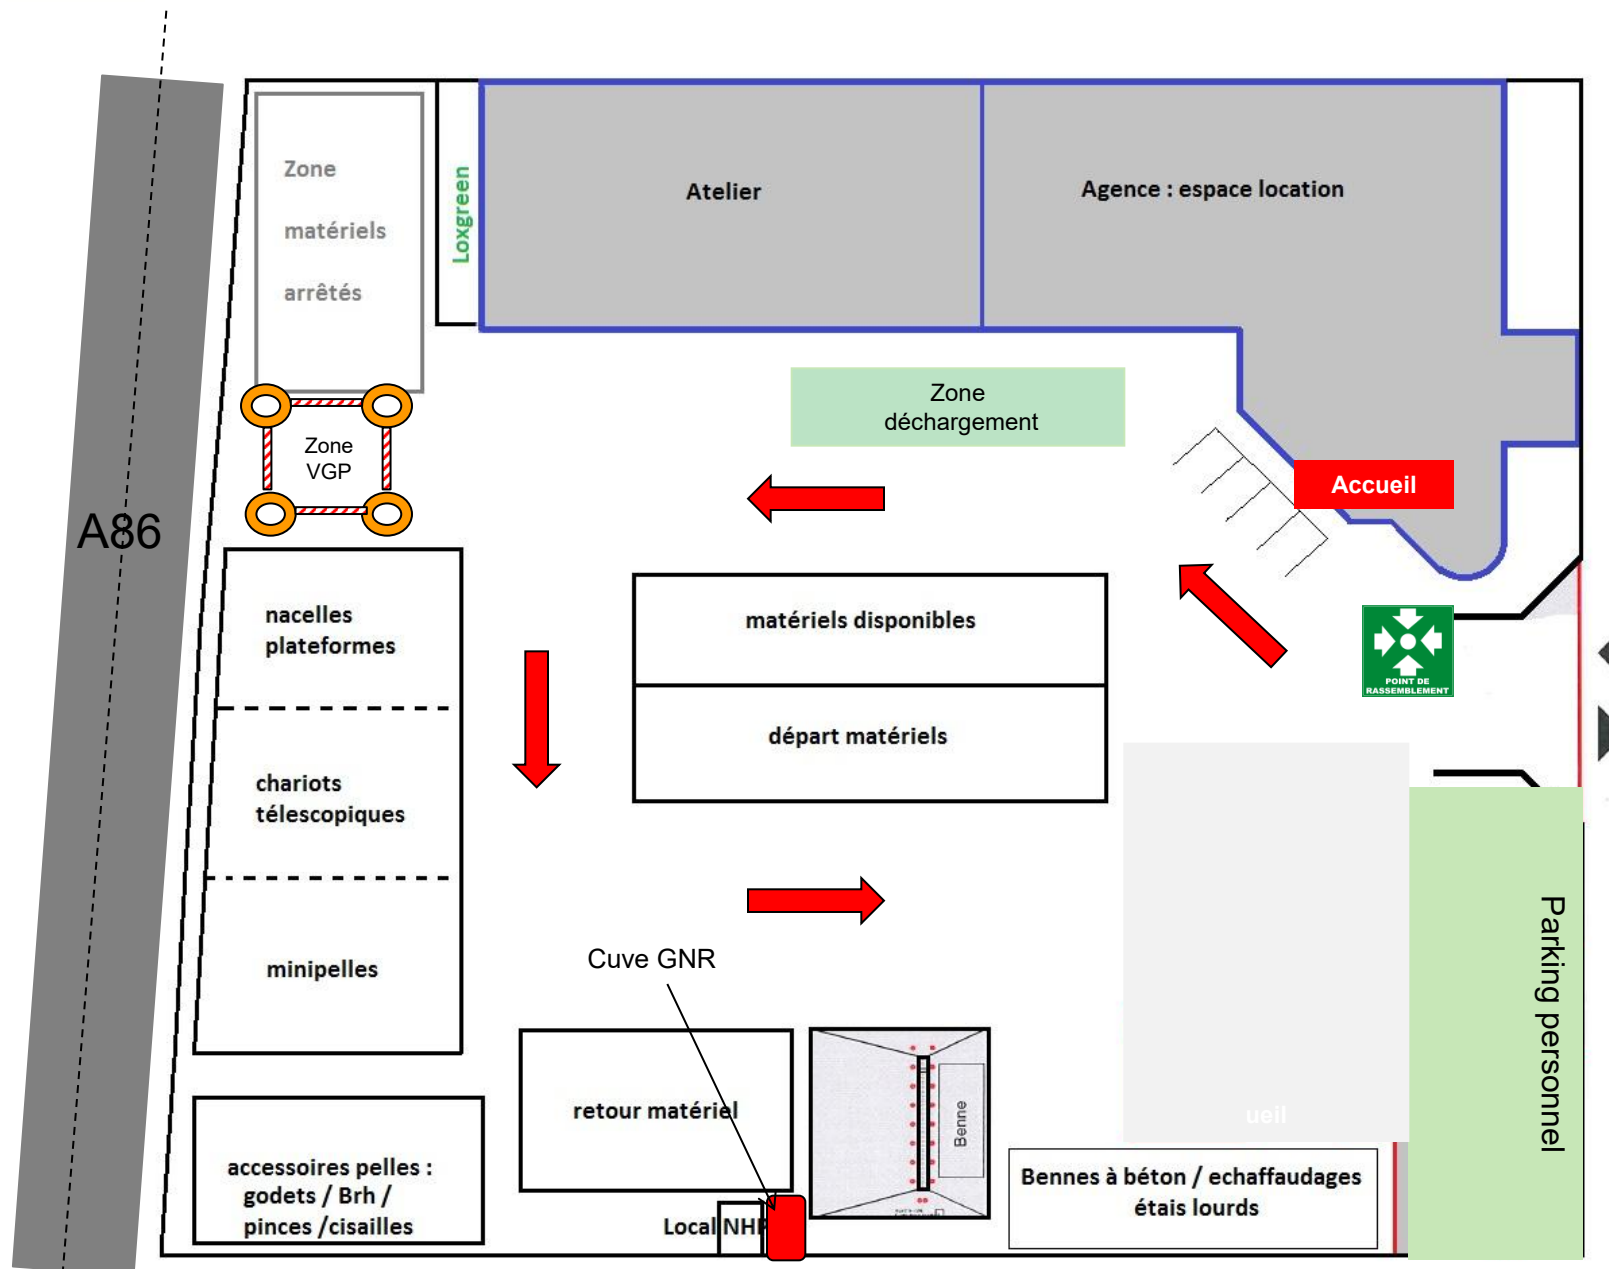 Zone
matériels
arrêtés
Loxgreen
Atelier
Agence : espace location
Zone
déchargement
Accueil
Zone
VGP
A86
nacelles
plateformes
matériels disponibles
POINT DE
RASSEMBLEMENT
départ matériels
chariots
télescopiques
minipelles
Cuve GNR
Parking personnel
retour matériel
Benne
ueil
accessoires pelles :
godets / Brh /
pinces /cisailles
Bennes à béton / echaffaudages
étais lourds
Local